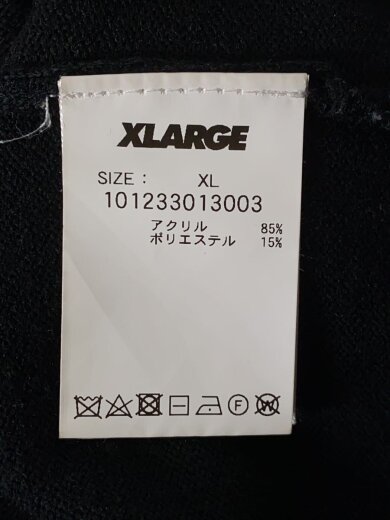 XLARGE
SIZE : XL
101233013003
アクリル 85%
ポリエステル 15%
F W